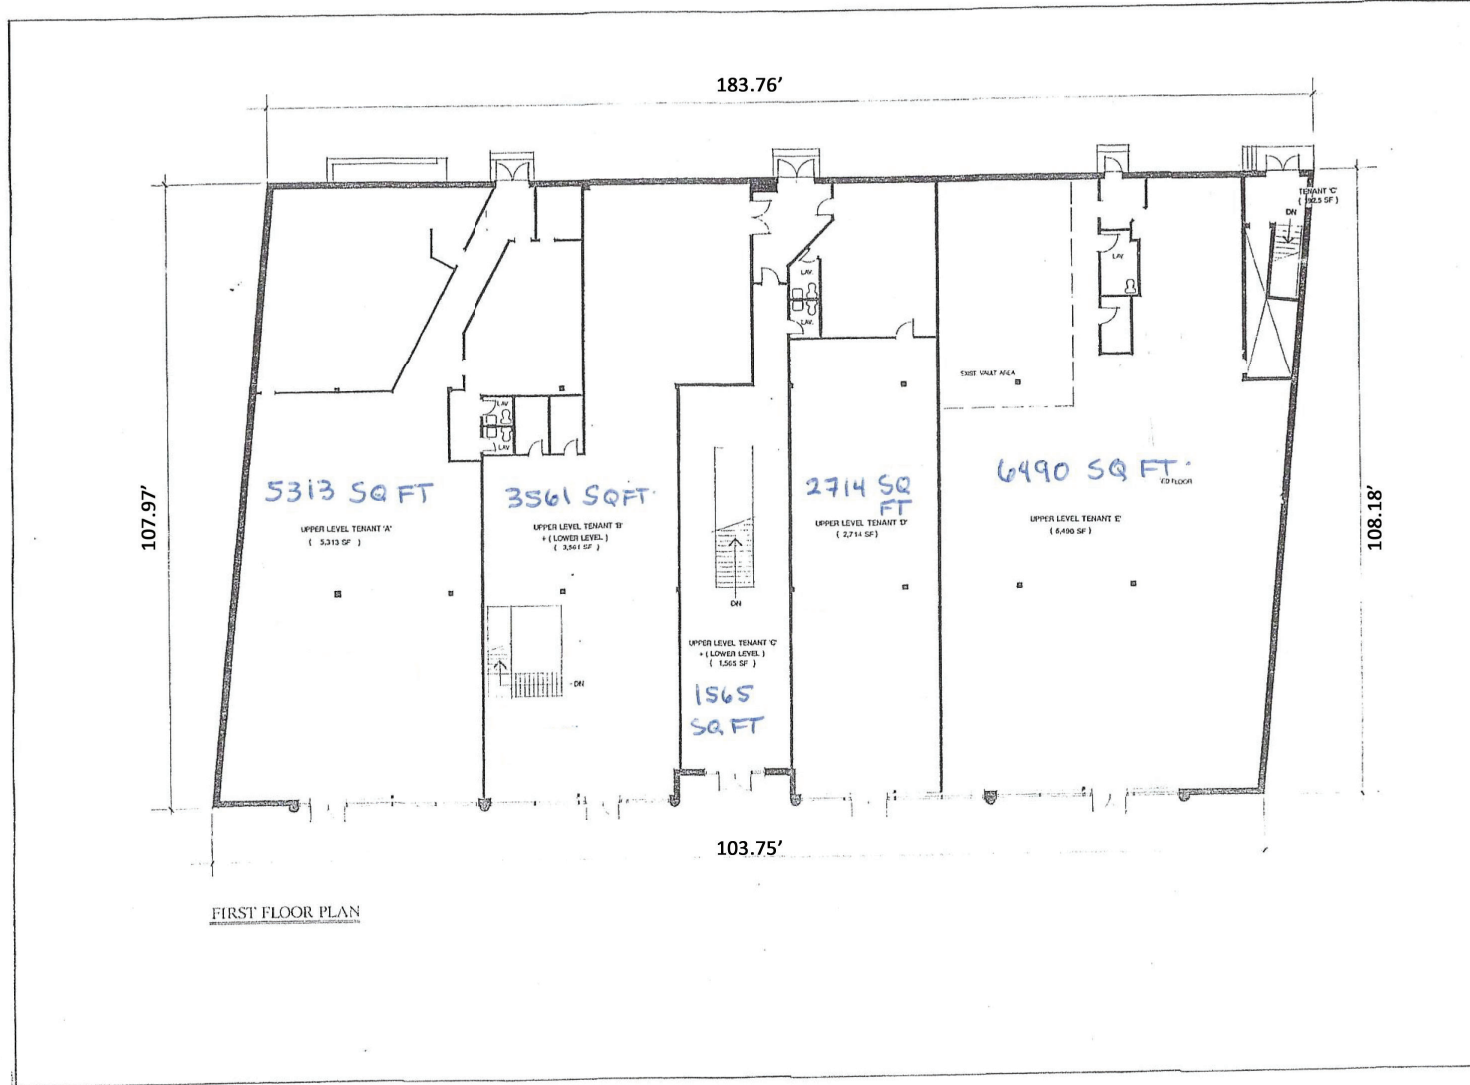 183.76’
TENANT 'C'
DN
LAV.
LAV.
LAV.
EXIST VAULT AREA
LAV
LAV
107.97’
108.18’
5313 SQ FT
3561 SQFT
2714 SQ
FT
6490 SQ FT
UPPER LEVEL TENANT 'A'
( 5,313 SF )
UPPER LEVEL TENANT 'B'
+ ( LOWER LEVEL )
( 3,561 SF )
UPPER LEVEL TENANT 'D'
( 2,714 SF )
UPPER LEVEL TENANT 'E'
( 6,490 SF )
DN
UPPER LEVEL TENANT 'C'
+ ( LOWER LEVEL )
( 1,565 SF )
DN
1565
SQ FT
103.75’
FIRST FLOOR PLAN